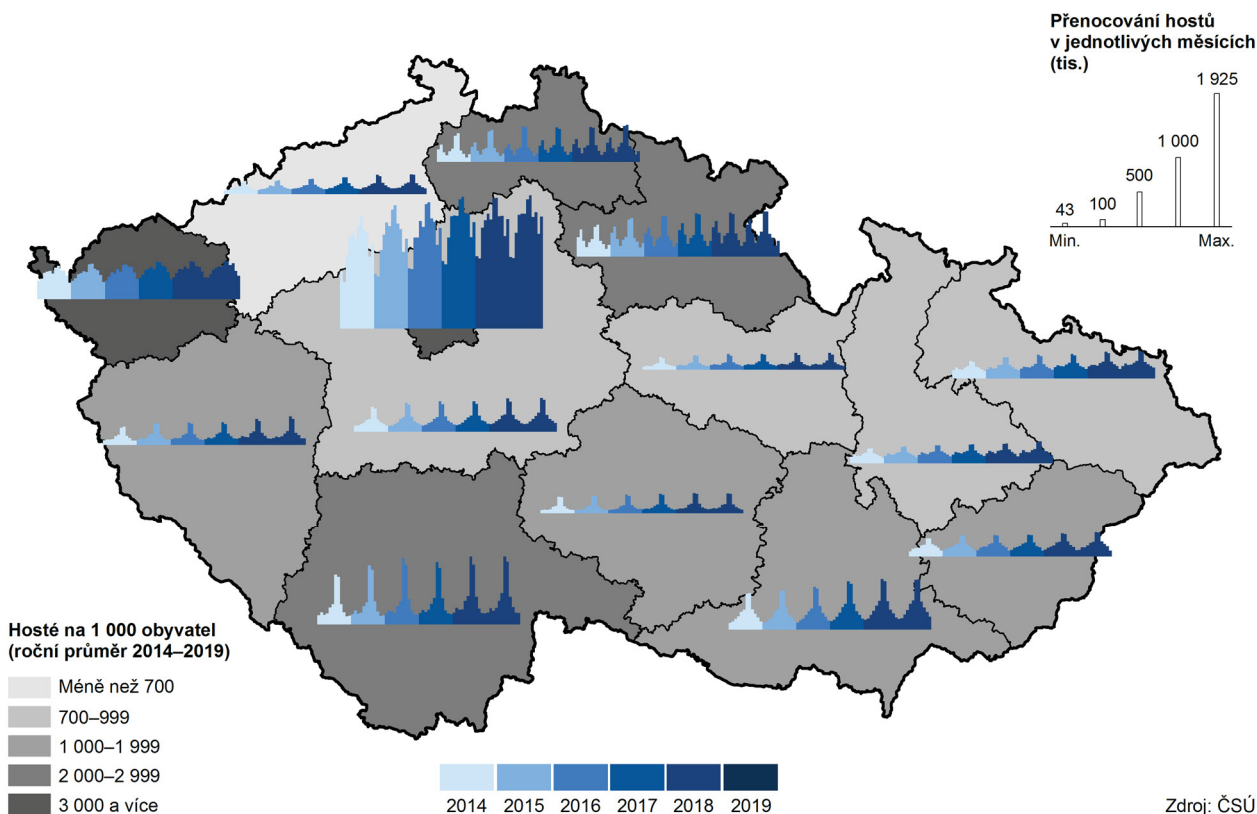 Přenocování hostů
v jednotlivých měsících
(tis.)
1 925
1 000
500
100
43
Min.
Max.
Hosté na 1 000 obyvatel
(roční průměr 2014–2019)
Méně než 700
700–999
1 000–1 999
2 000–2 999
3 000 a více
2014
2015
2016
2017
2018
2019
Zdroj: ČSÚ